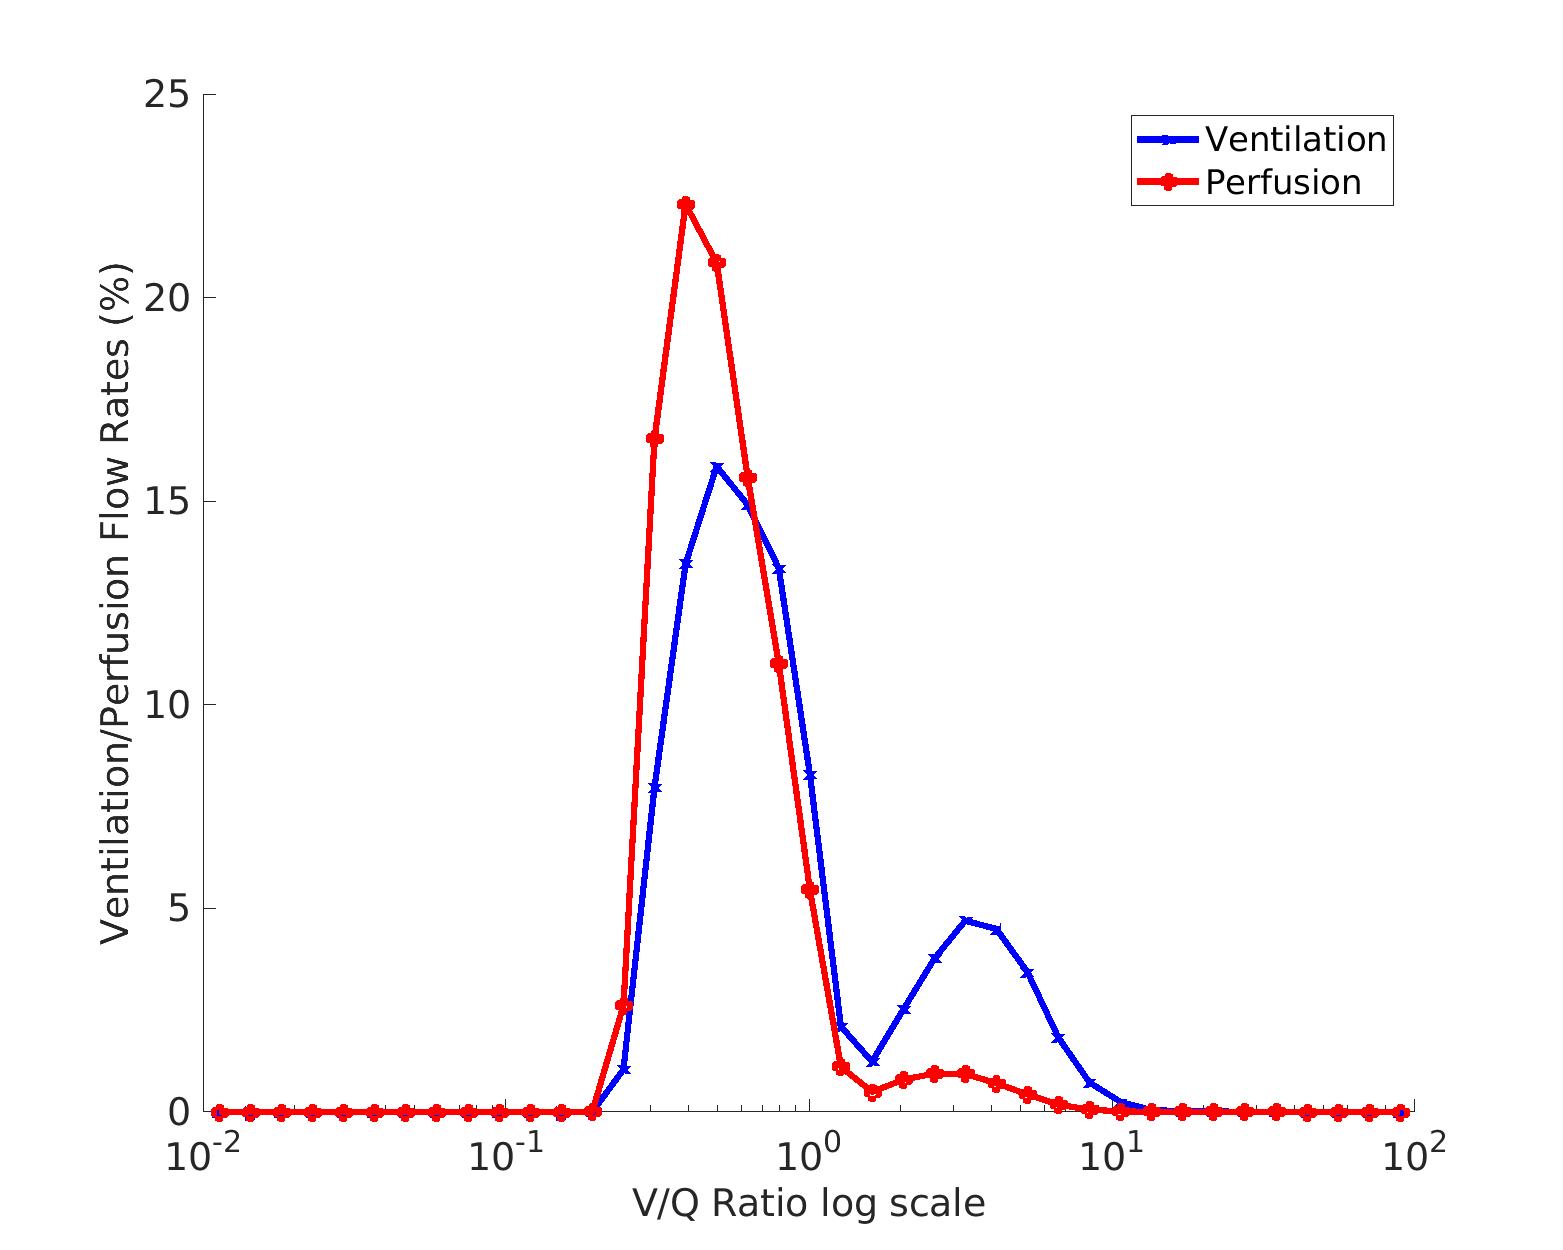 25
20
15
10
5
0
Ventilation/Perfusion Flow Rates (%)
Ventilation
Perfusion
10^-2 10^-1 10^0 10^1 10^2
V/Q Ratio log scale